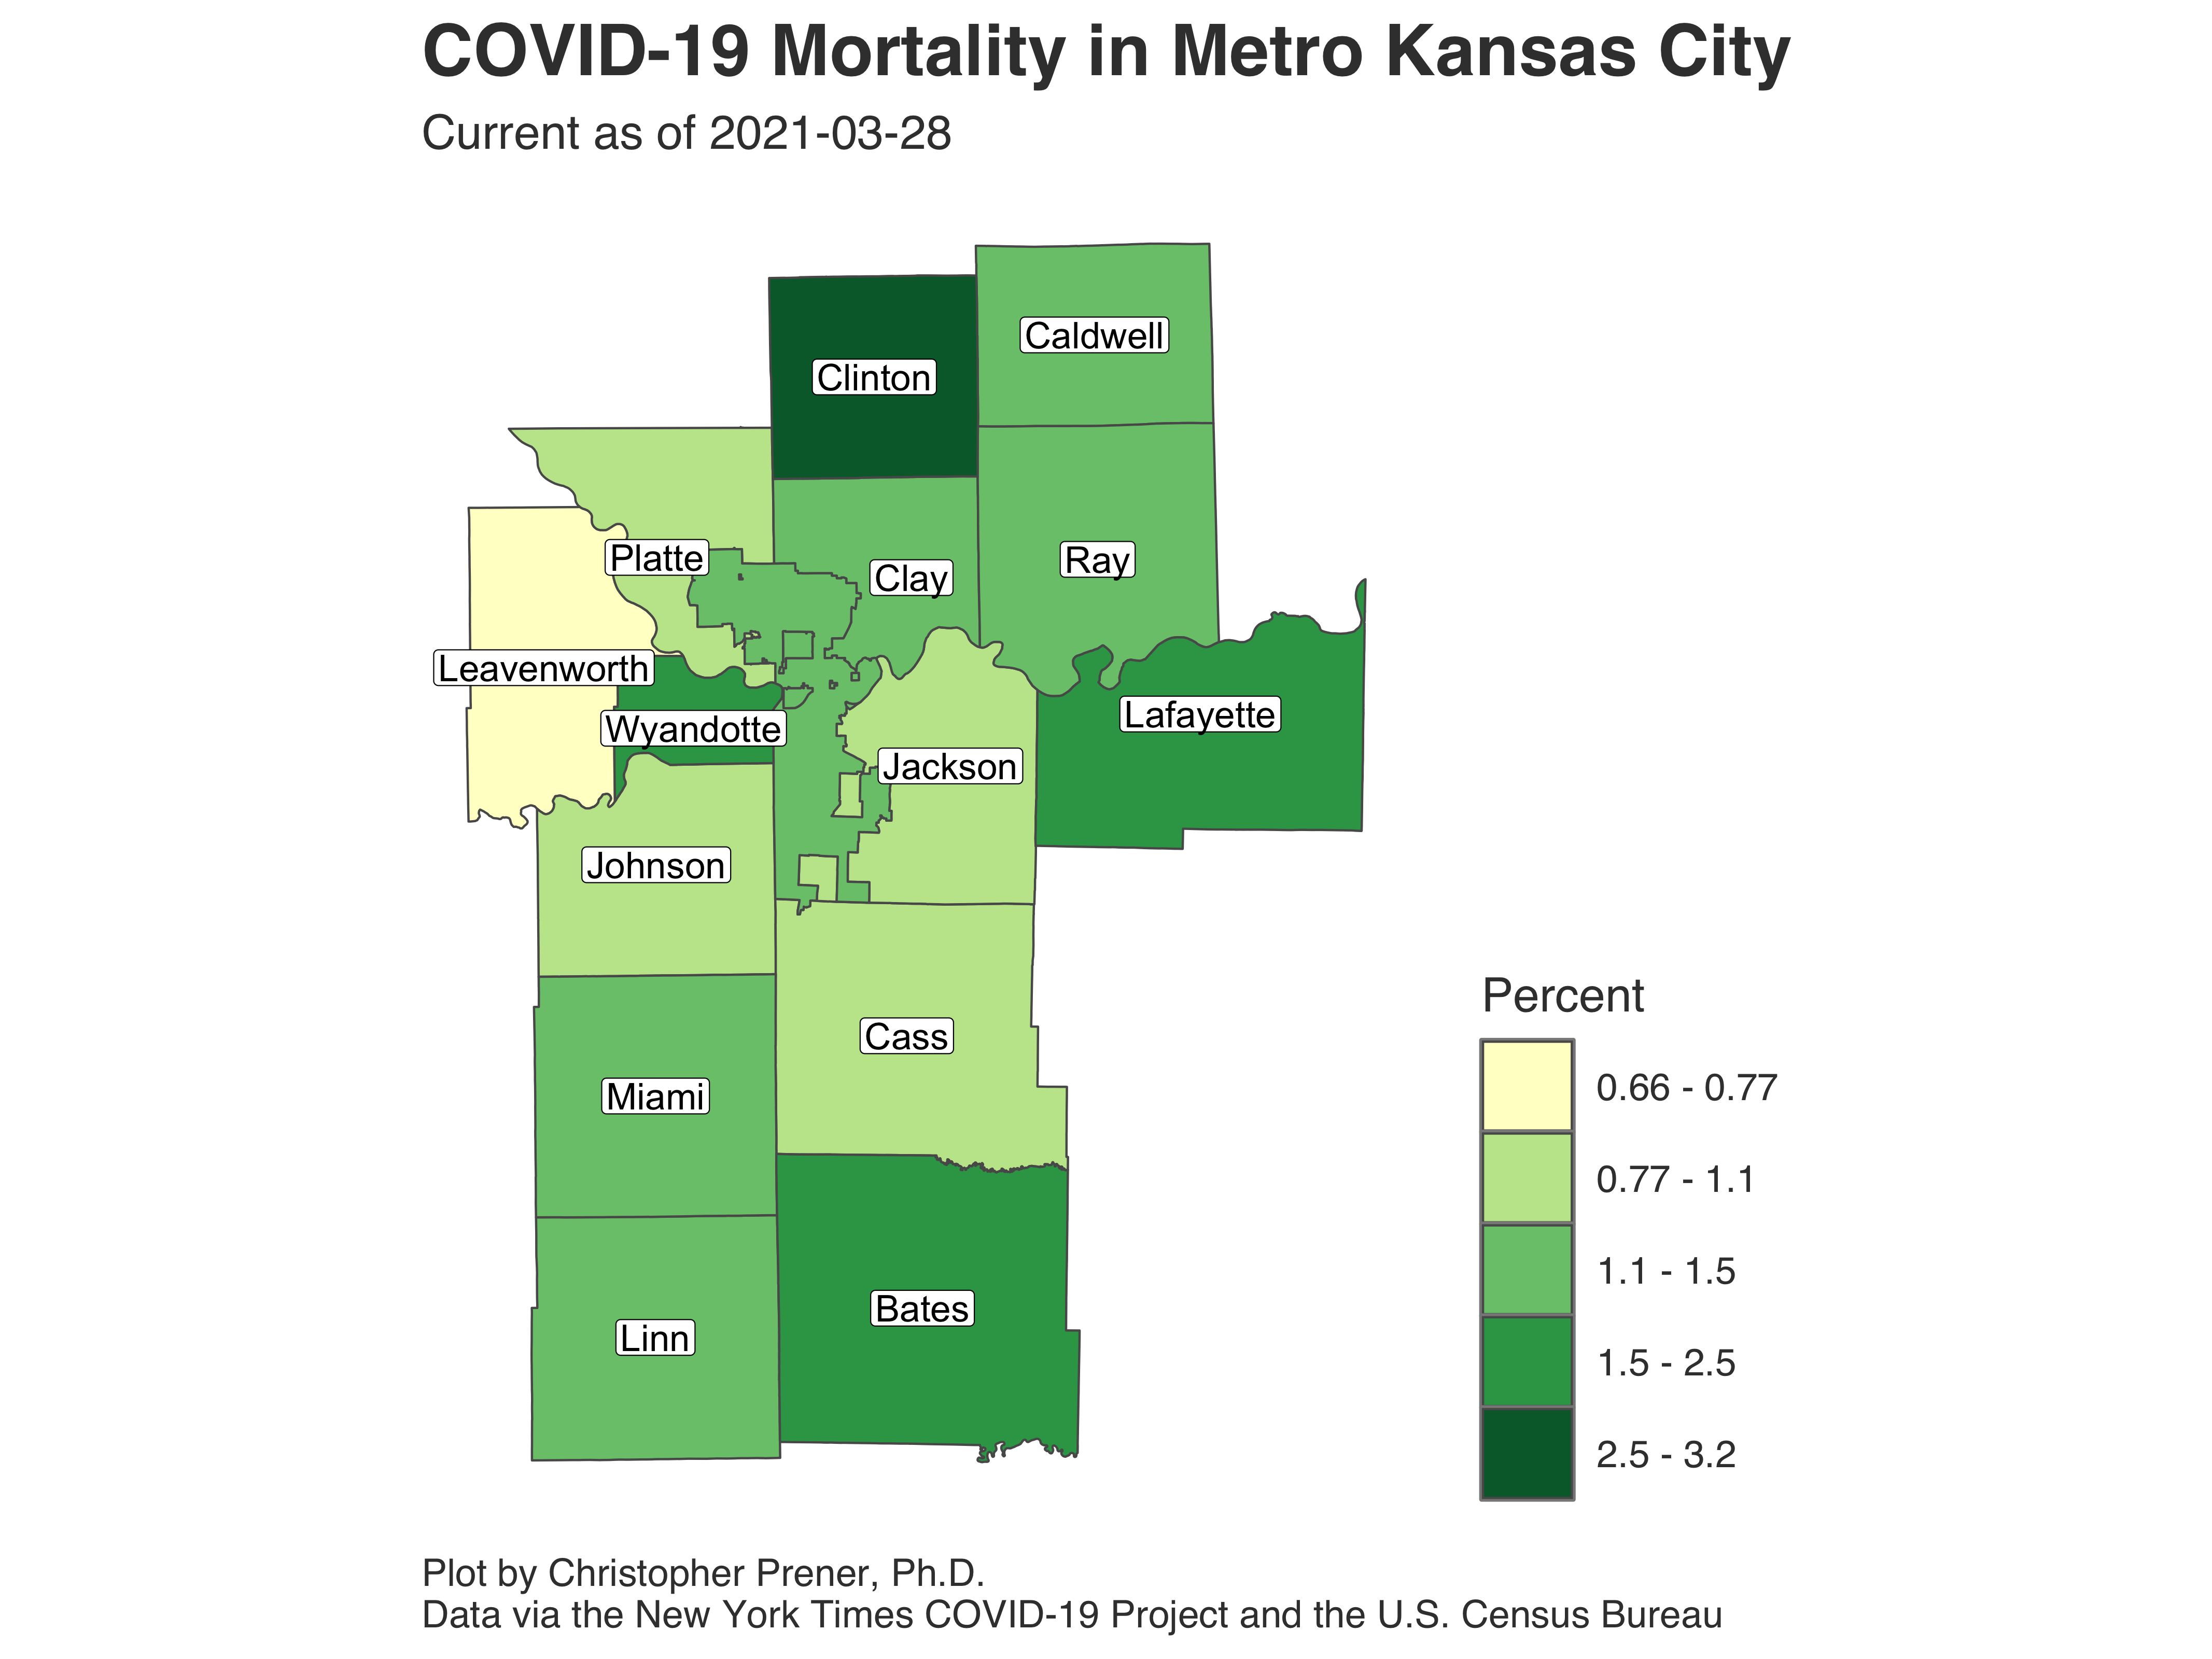 COVID-19 Mortality in Metro Kansas City
Current as of 2021-03-28
Caldwell
Clinton
Platte
Clay
Ray
Leavenworth
Wyandotte
Lafayette
Jackson
Johnson
Cass
Miami
Bates
Linn
Percent
0.66 - 0.77
0.77 - 1.1
1.1 - 1.5
1.5 - 2.5
2.5 - 3.2
Plot by Christopher Prener, Ph.D.
Data via the New York Times COVID-19 Project and the U.S. Census Bureau